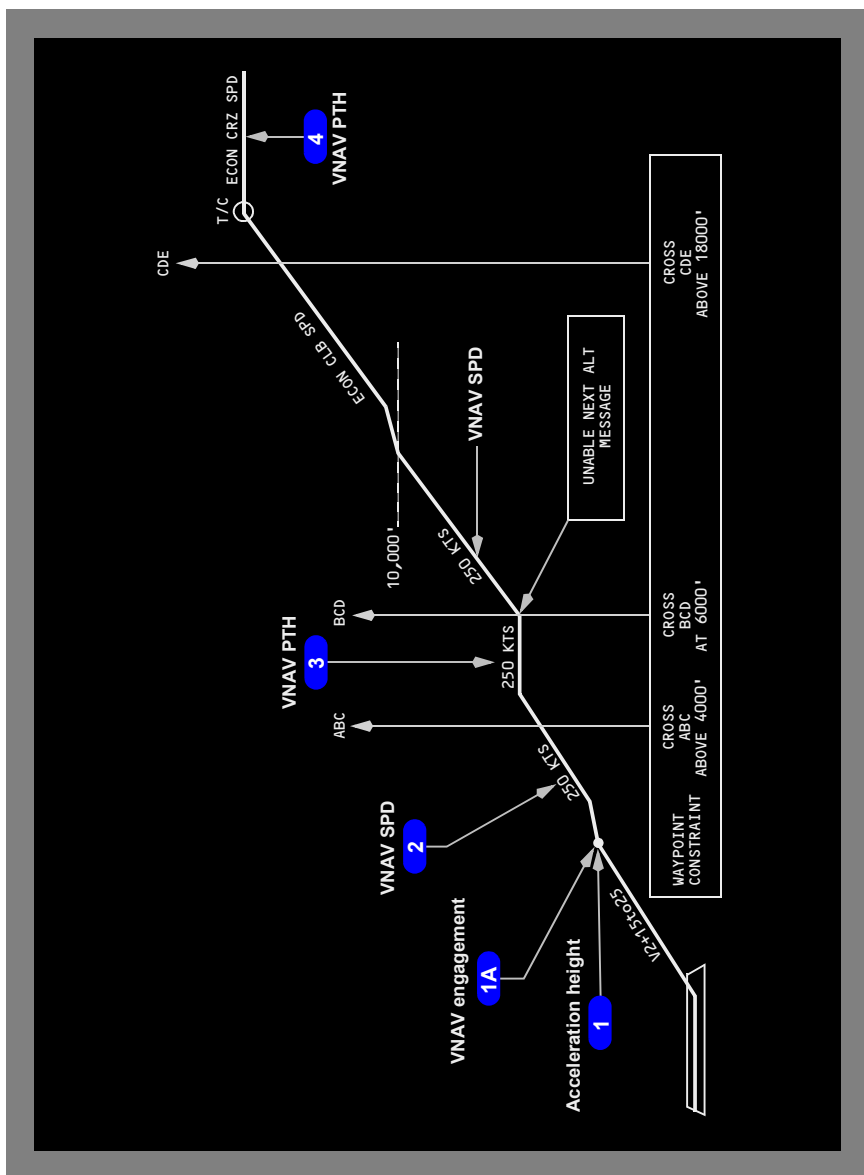 T/C
ECON CRZ SPD
4
VNAV PTH
CDE
ECON CLB SPD
10,000'
VNAV SPD
250 KTS
UNABLE NEXT ALT
MESSAGE
VNAV PTH
3
BCD
250 KTS
ABC
VNAV SPD
2
250 KTS
VNAV engagement
1A
Acceleration height
1
V2+15to25
WAYPOINT
CONSTRAINT
CROSS
ABC
ABOVE 4000'
CROSS
BCD
AT 6000'
CROSS
CDE
ABOVE 18000'